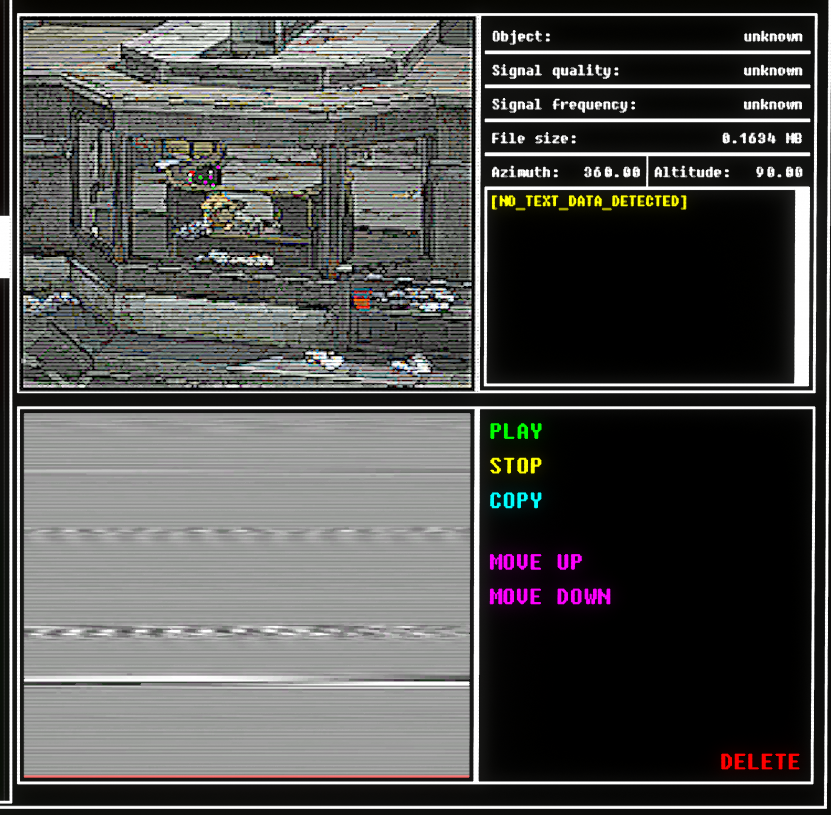 Object: unknown
Signal quality: unknown
Signal frequency: unknown
File size: 0.1634 MB
Azimuth: 360.00 Altitude: 90.00
[NO_TEXT_DATA_DETECTED]
PLAY
STOP
COPY
MOVE UP
MOVE DOWN
DELETE